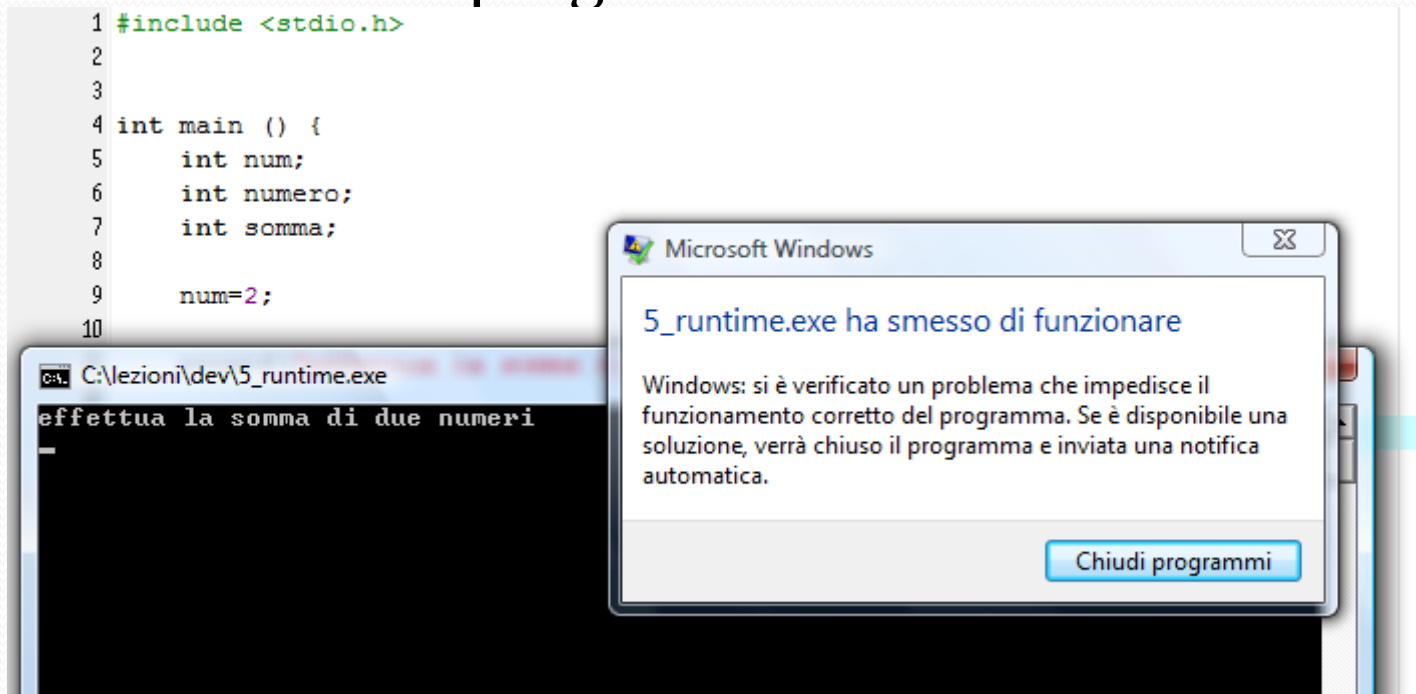 1 #include <stdio.h>
2
3
4 int main () {
5 int num;
6 int numero;
7 int somma;
8
9 num=2;
10
Microsoft Windows
5_runtime.exe ha smesso di funzionare
Windows: si è verificato un problema che impedisce il
funzionamento corretto del programma. Se è disponibile una
soluzione, verrà chiuso il programma e inviata una notifica
automatica.
Chiudi programmi
C:\lezioni\dev\5_runtime.exe
effettua la somma di due numeri